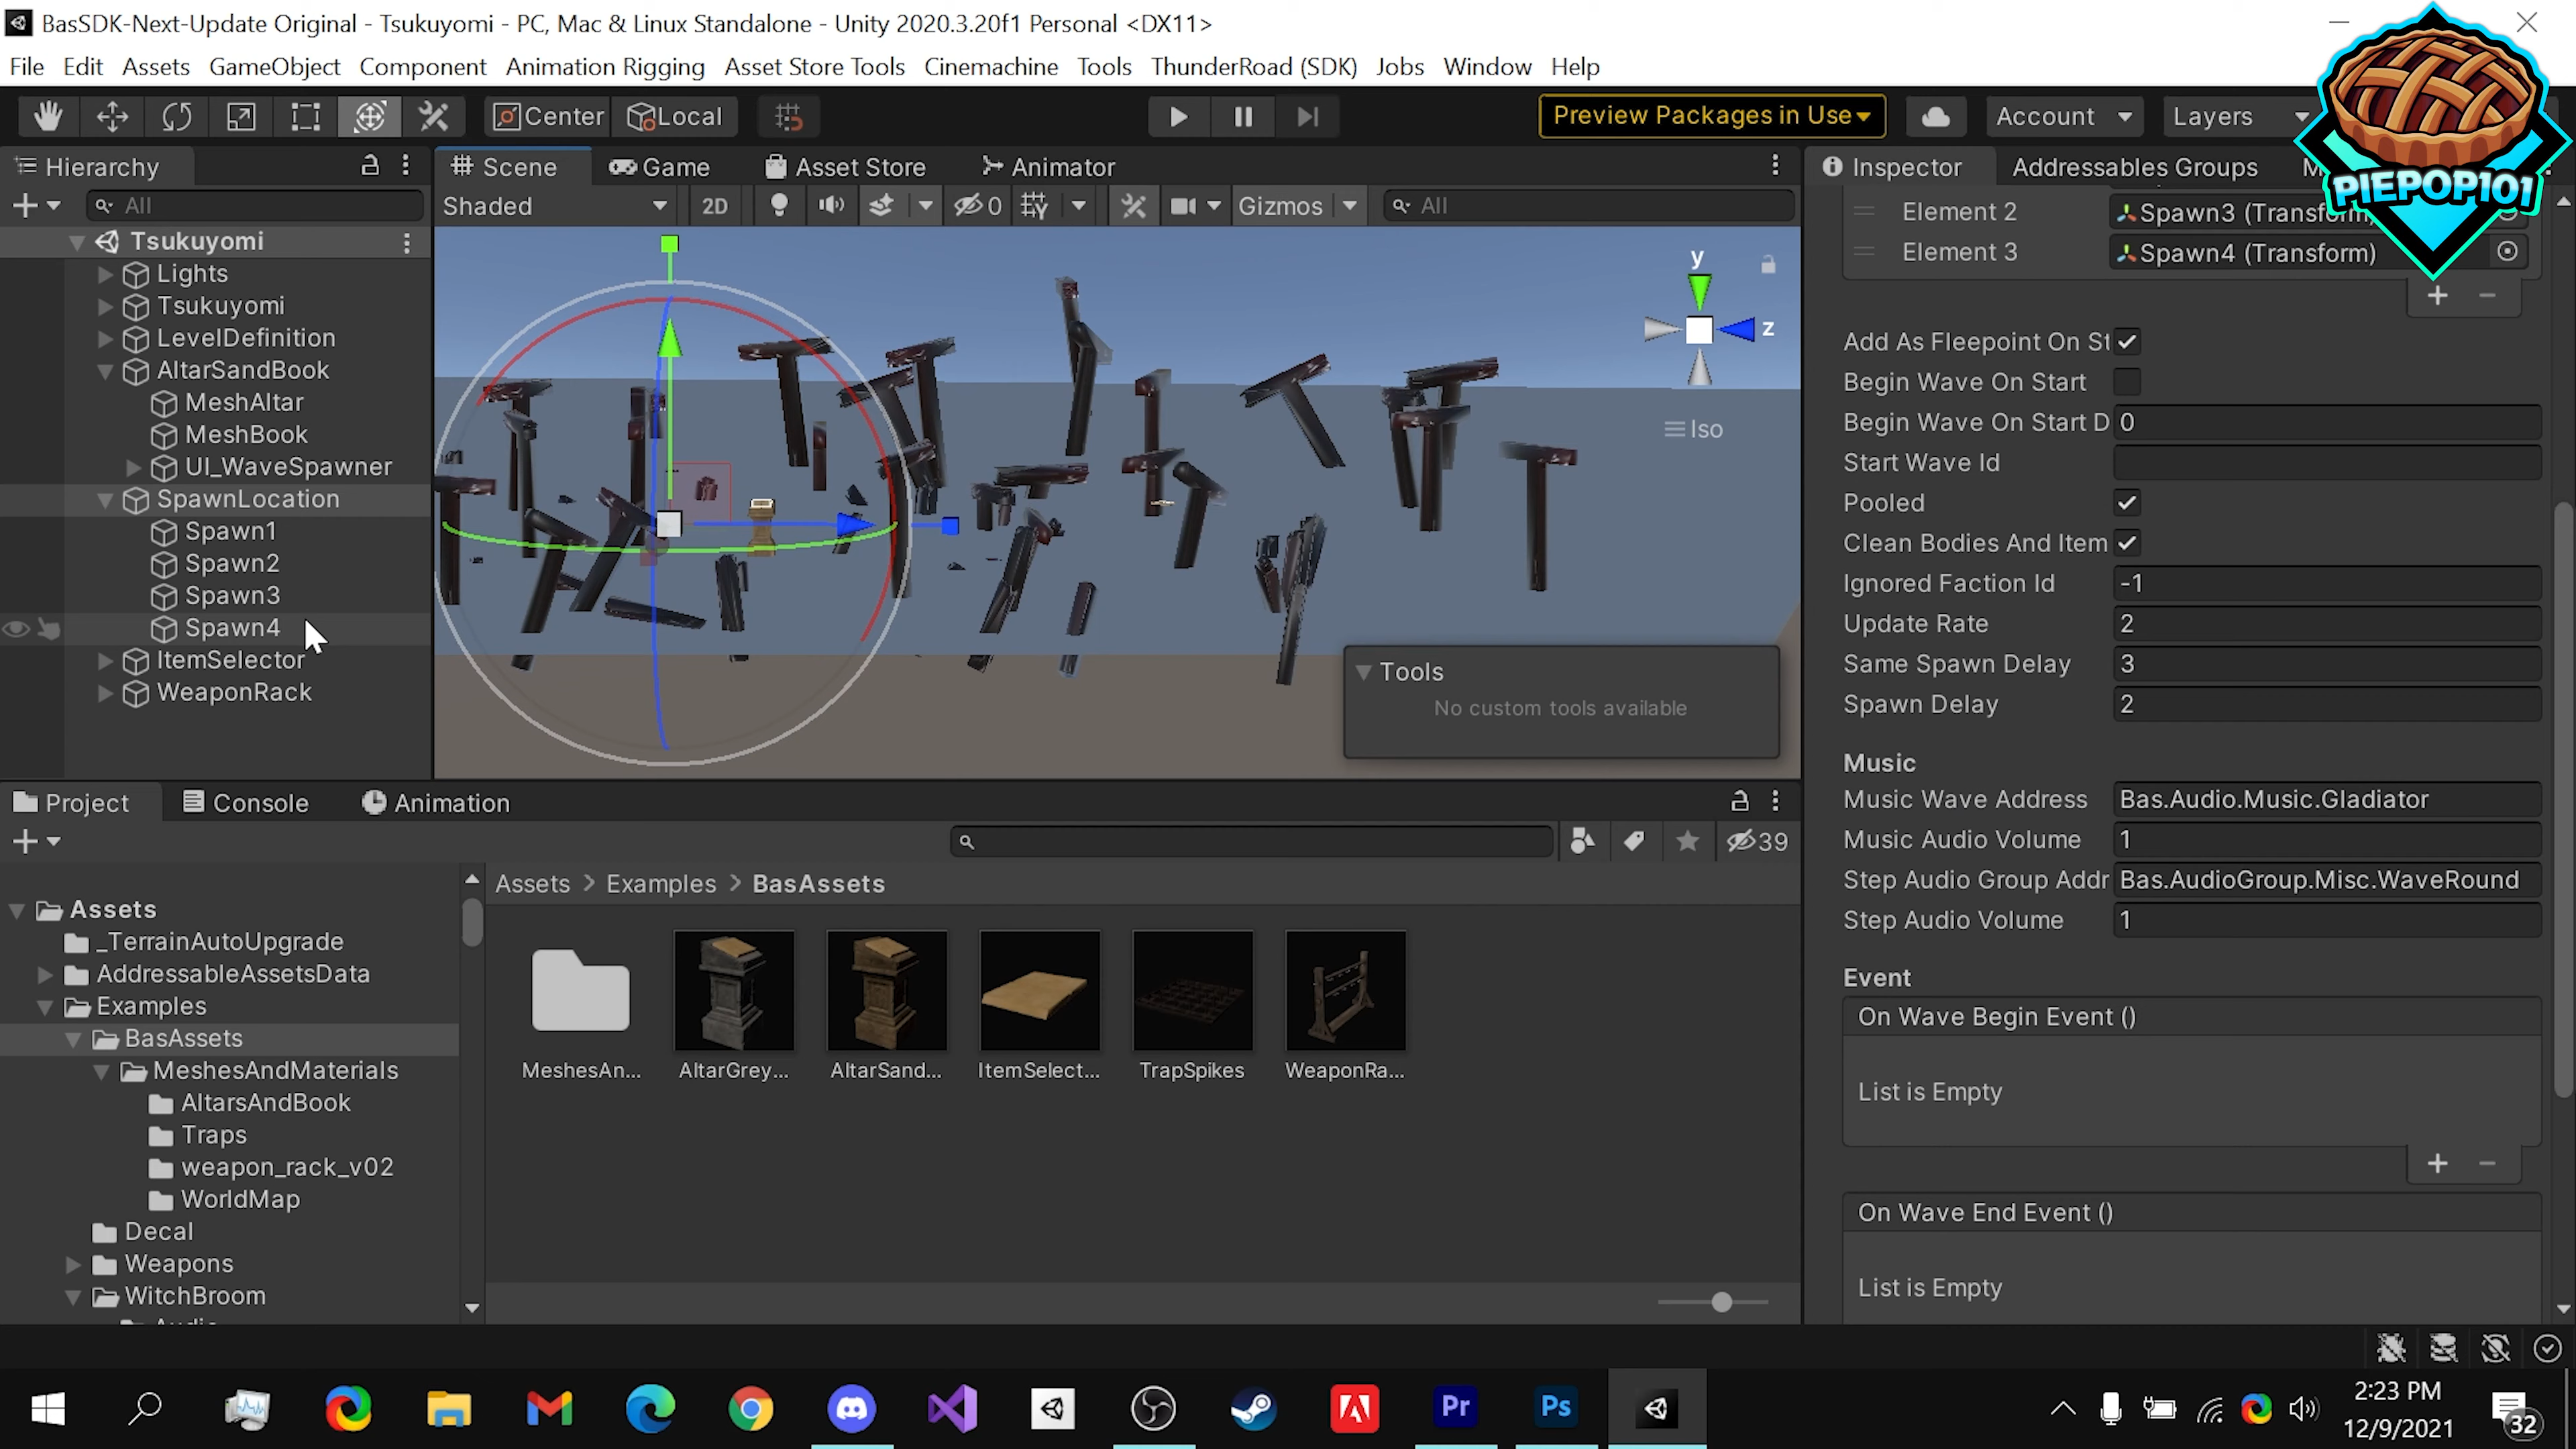 BasSDK-Next-Update Original - Tsukuyomi - PC, Mac & Linux Standalone - Unity 2020.3.20f1 Personal <DX11>
File Edit Assets GameObject Component Animation Rigging Asset Store Tools Cinemachine Tools ThunderRoad (SDK) Jobs Window Help
Center Local Preview Packages in Use Account Layers
PIEPOP101
Hierarchy Scene Game Asset Store Animator Inspector Addressables Groups
All Shaded 2D 0 Gizmos All
Element 2 Spawn3 (Transform)
Element 3 Spawn4 (Transform)
Tsukuyomi
Lights
Tsukuyomi
LevelDefinition
AltarSandBook
MeshAltar
MeshBook
UI_WaveSpawner
SpawnLocation
Spawn1
Spawn2
Spawn3
Spawn4
ItemSelector
WeaponRack
y
z
Iso
Tools
No custom tools available
Add As Fleepoint On St
Begin Wave On Start
Begin Wave On Start D 0
Start Wave Id
Pooled
Clean Bodies And Item
Ignored Faction Id -1
Update Rate 2
Same Spawn Delay 3
Spawn Delay 2
Music
Music Wave Address Bas.Audio.Music.Gladiator
Music Audio Volume 1
Step Audio Group Addr Bas.AudioGroup.Misc.WaveRound
Step Audio Volume 1
Event
On Wave Begin Event ()
List is Empty
On Wave End Event ()
List is Empty
Project Console Animation
39
Assets
_TerrainAutoUpgrade
AddressableAssetsData
Examples
BasAssets
MeshesAndMaterials
AltarsAndBook
Traps
weapon_rack_v02
WorldMap
Decal
Weapons
WitchBroom
Assets > Examples > BasAssets
MeshesAn... AltarGrey... AltarSand... ItemSelect... TrapSpikes WeaponRa...
Pr Ps
2:23 PM
12/9/2021
32